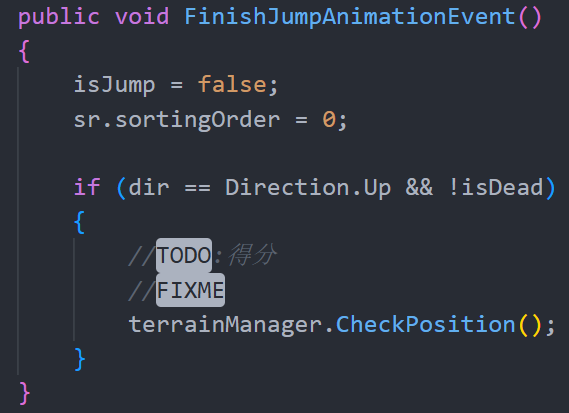 public void FinishJumpAnimationEvent()
{
    isJump = false;
    sr.sortingOrder = 0;

    if (dir == Direction.Up && !isDead)
    {
        //TODO:得分
        //FIXME
        terrainManager.CheckPosition();
    }
}